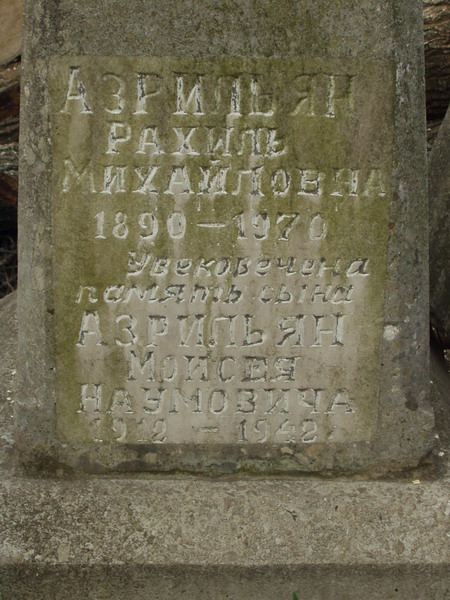 АЗРИЛЬЯН
РАХИЛЬ
МИХАЙЛОВНА
1890 - 1970
Увековечена
память сына
АЗРИЛЬЯН
МОИСЕЯ
НАУМОВИЧА
1912 - 1942